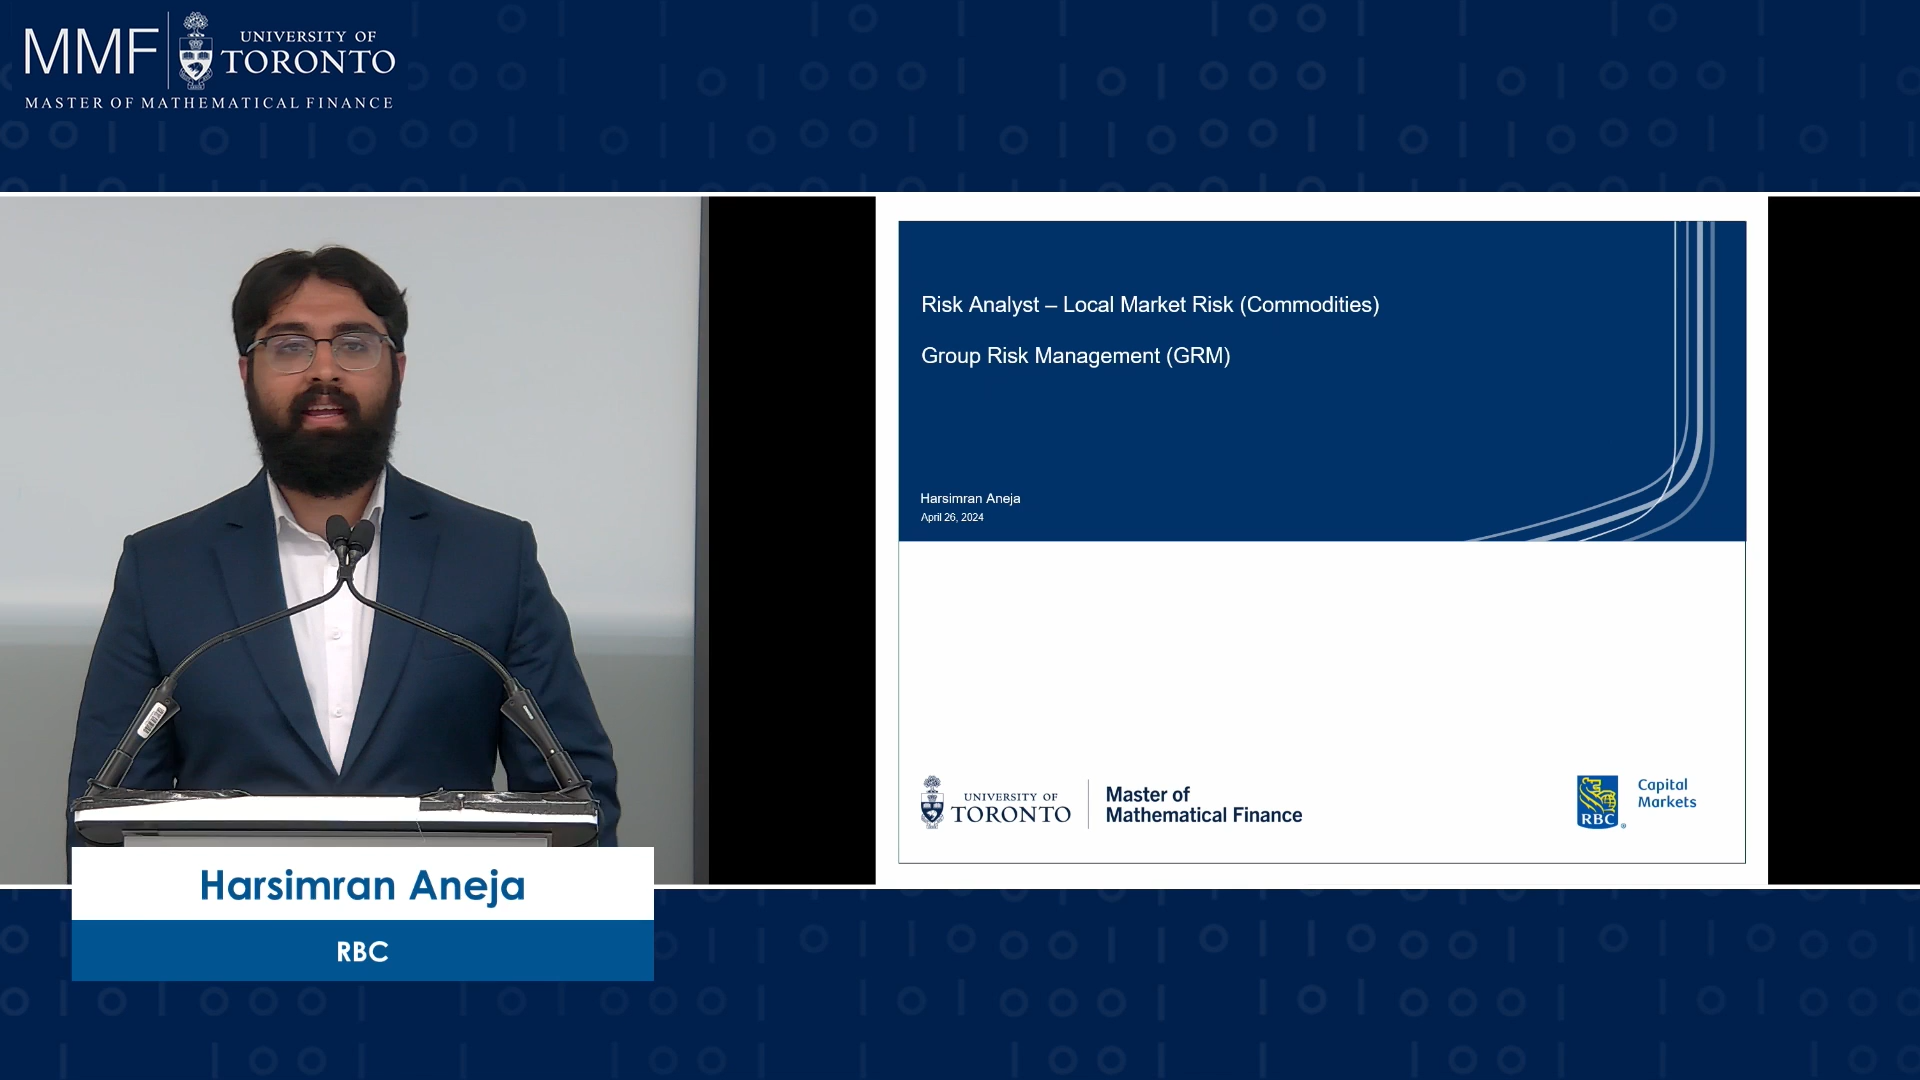 MMF
UNIVERSITY OF
TORONTO
MASTER OF MATHEMATICAL FINANCE
Risk Analyst – Local Market Risk (Commodities)
Group Risk Management (GRM)
Harsimran Aneja
April 26, 2024
UNIVERSITY OF
TORONTO
Master of
Mathematical Finance
RBC
®
Capital
Markets
Harsimran Aneja
RBC